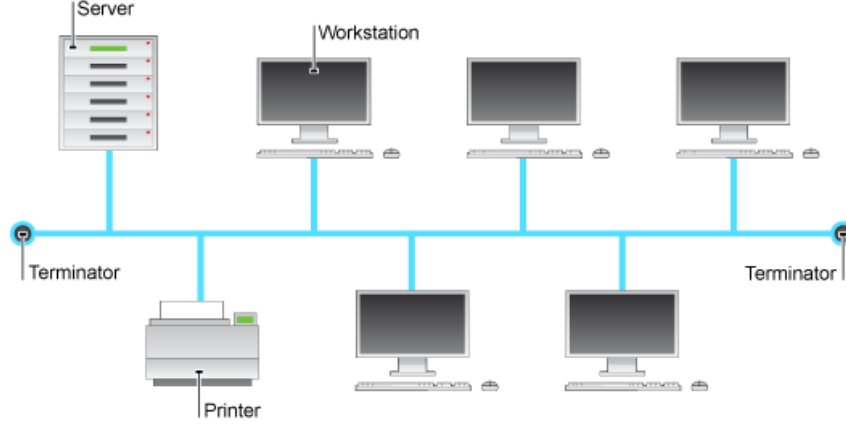 Server
Workstation
Terminator
Terminator
Printer